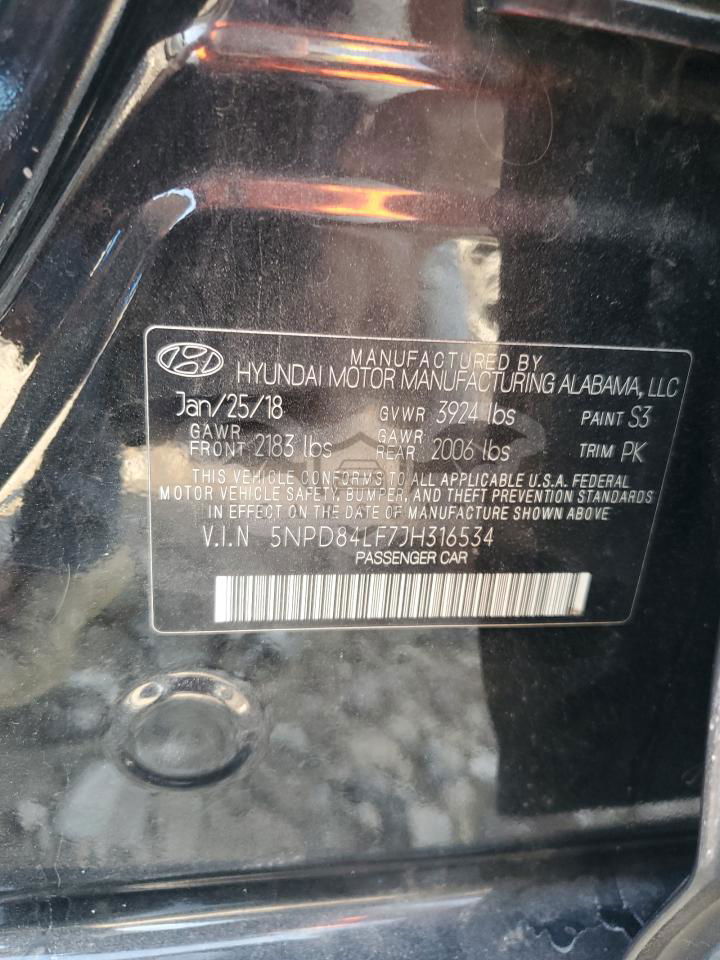 MANUFACTURED BY
HYUNDAI MOTOR MANUFACTURING ALABAMA, LLC
Jan/25/18 GVWR 3924 lbs PAINT S3
GAWR FRONT 2183 lbs GAWR REAR 2006 lbs TRIM PK
THIS VEHICLE CONFORMS TO ALL APPLICABLE U.S.A. FEDERAL
MOTOR VEHICLE SAFETY, BUMPER, AND THEFT PREVENTION STANDARDS
IN EFFECT ON THE DATE OF MANUFACTURE SHOWN ABOVE
V.I.N 5NPD84LF7JH316534
PASSENGER CAR